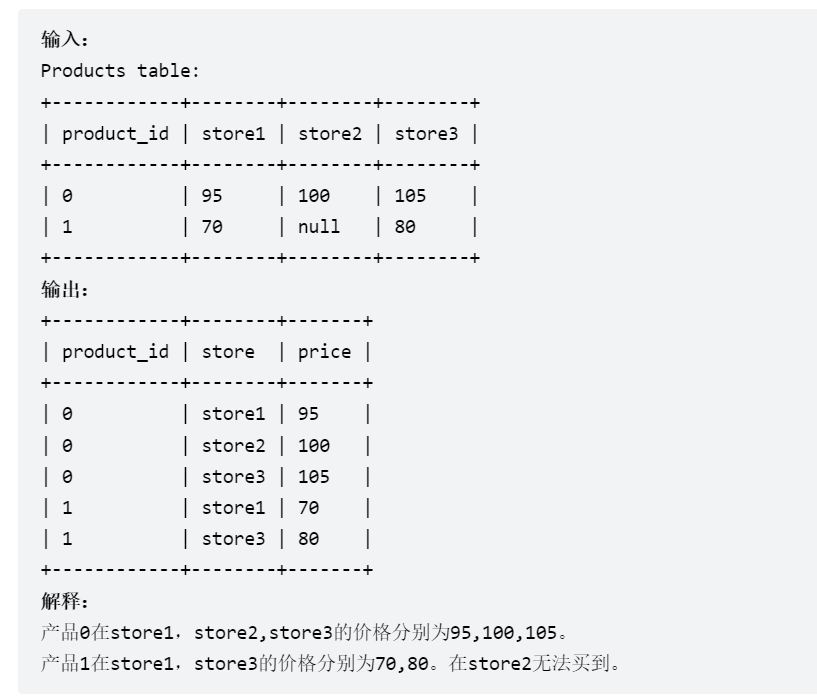 输入：
Products table:
+------------+--------+--------+--------+
| product_id | store1 | store2 | store3 |
+------------+--------+--------+--------+
| 0          | 95     | 100    | 105    |
| 1          | 70     | null   | 80     |
+------------+--------+--------+--------+
输出：
+------------+--------+-------+
| product_id | store  | price |
+------------+--------+-------+
| 0          | store1 | 95    |
| 0          | store2 | 100   |
| 0          | store3 | 105   |
| 1          | store1 | 70    |
| 1          | store3 | 80    |
+------------+--------+-------+
解释：
产品0在store1，store2,store3的价格分别为95,100,105。
产品1在store1，store3的价格分别为70,80。在store2无法买到。